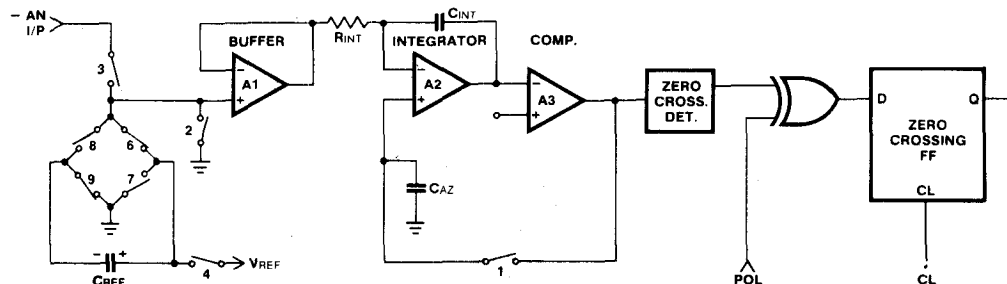 – AN
I/P
3
8
6
9
7
2
– +
CREF
4
VREF
BUFFER
–
A1
+
RINT
CINT
INTEGRATOR
–
A2
+
CAZ
1
COMP.
–
A3
+
ZERO
CROSS.
DET.
POL
D Q
ZERO
CROSSING
FF
CL
CL